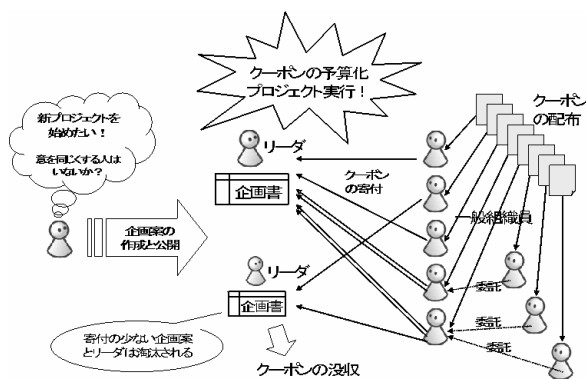 クーポンの予算化
プロジェクト実行！
クーポン
の配布
新プロジェクトを
始めたい！
意を同じくする人は
いないか？
リーダ
クーポン
の寄付
企画書
一般組織員
企画案の
作成と公開
リーダ
企画書
委託
委託
委託
寄付の少ない企画案
とリーダは淘汰される
クーポンの没収